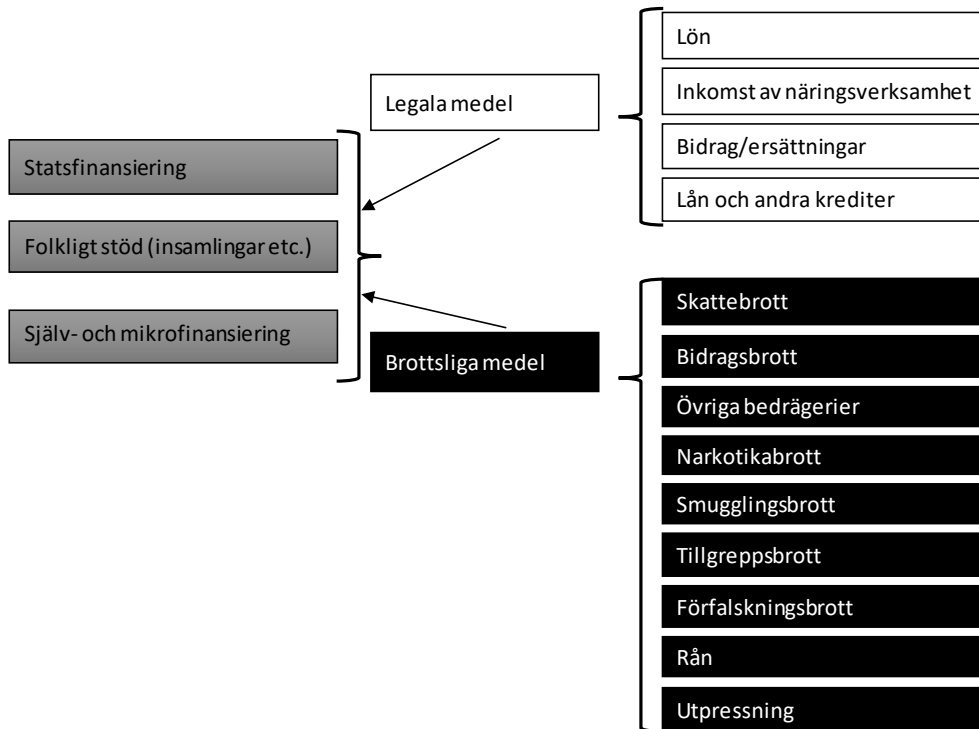 Statsfinansiering
Folkligt stöd (insamlingar etc.)
Själv- och mikrofinansiering
Legala medel
Brottsliga medel
Lön
Inkomst av näringsverksamhet
Bidrag/ersättningar
Lån och andra krediter
Skattebrott
Bidragsbrott
Övriga bedrägerier
Narkotikabrott
Smugglingsbrott
Tillgreppsbrott
Förfalskningsbrott
Rån
Utpressning